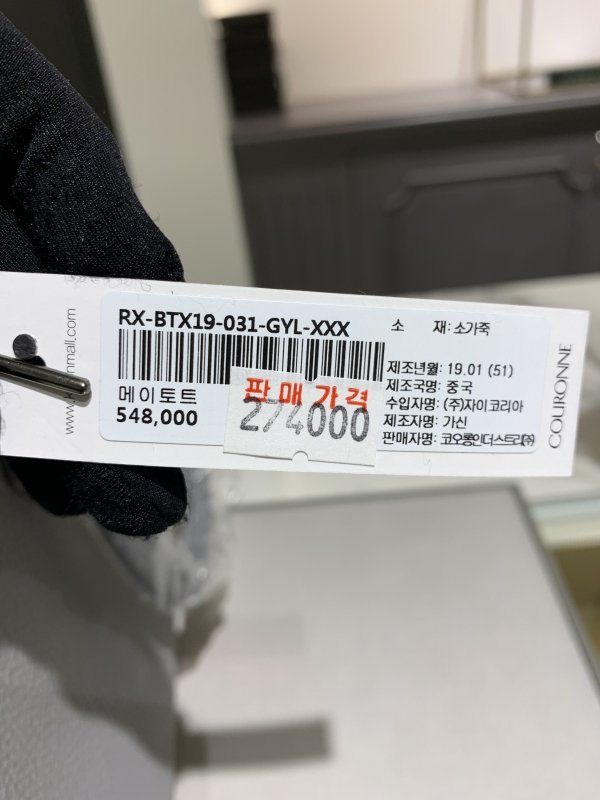 RX-BTX19-031-GYL-XXX
메이토트
548,000
판매가격
274000
소 재: 소가죽
제조년월: 19.01 (51)
제조국명: 중국
수입자명: (주)자이코리아
제조자명: 가신
판매자명: 코오롱인더스트리(주)
COURONNE